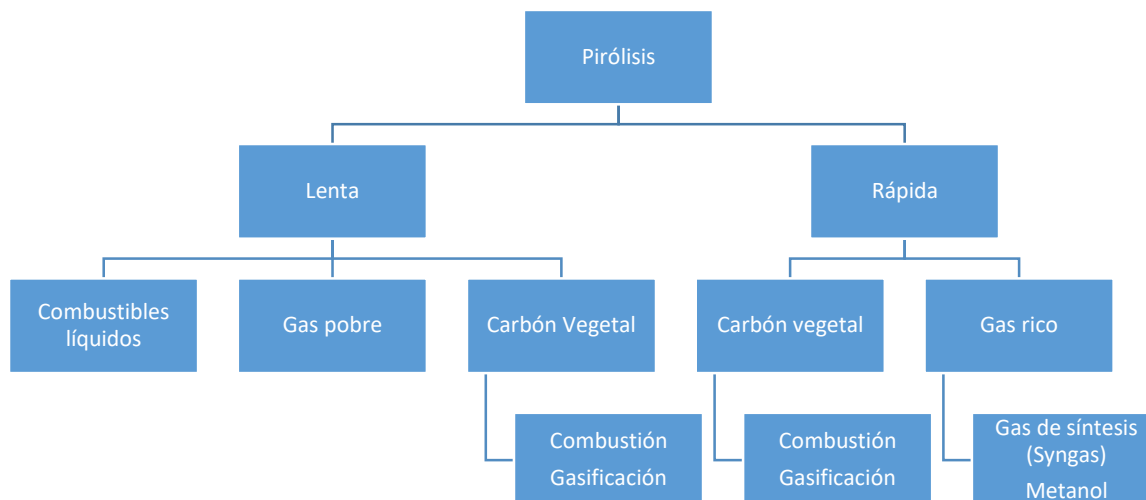 Pirólisis
Lenta
Rápida
Combustibles
líquidos
Gas pobre
Carbón Vegetal
Carbón vegetal
Gas rico
Combustión
Gasificación
Combustión
Gasificación
Gas de síntesis
(Syngas)
Metanol